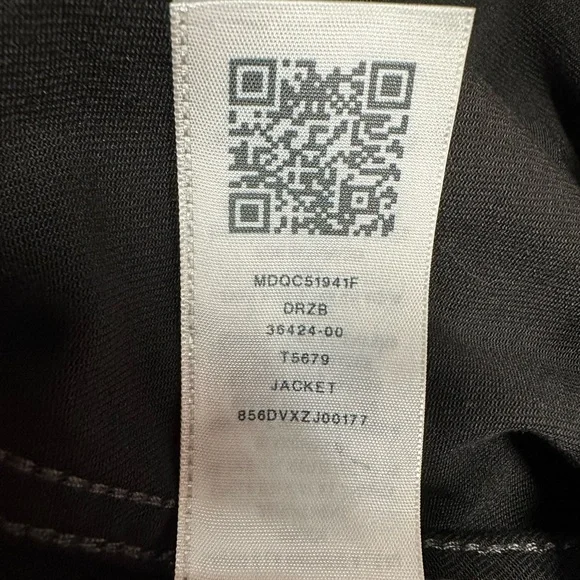 MDQC51941F
DRZB
36424-00
T5679
JACKET
856DVXZJ00177